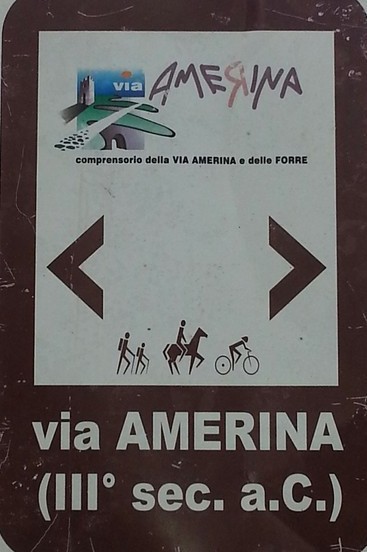 via AMERINA
comprensorio della VIA AMERINA e delle FORRE
via AMERINA
(III° sec. a.C.)